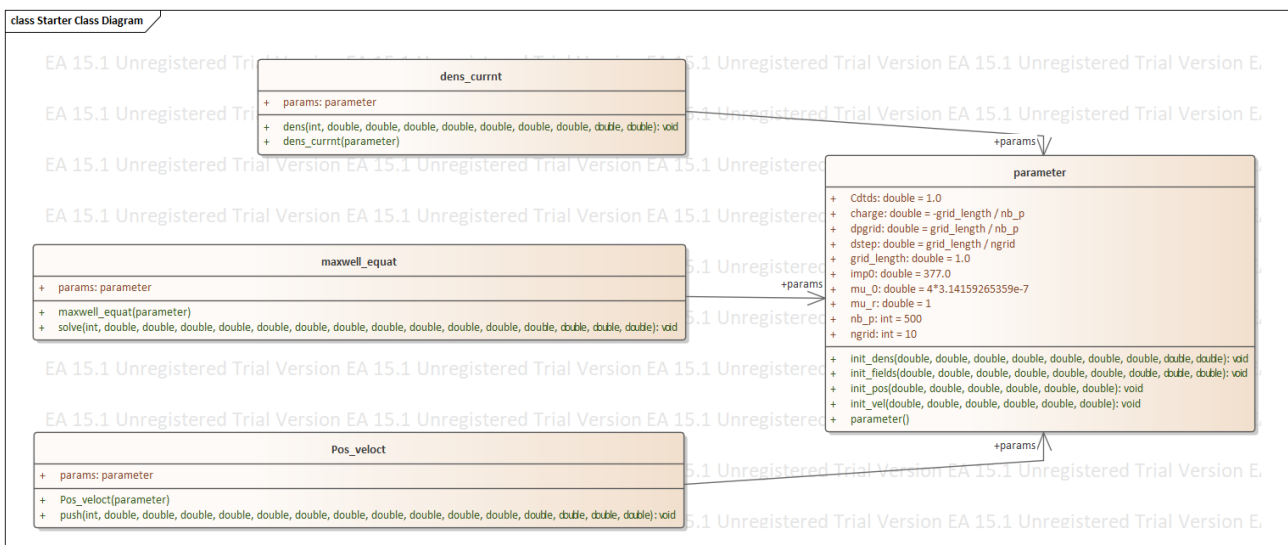 class Starter Class Diagram
EA 15.1 Unregistered Trial Version EA 15.1 Unregistered Trial Version EA 15.1 Unregistered Trial Version
dens_currnt
+ params: parameter
+ dens(int, double, double, double, double, double, double, double, double, double): void
+ dens_currnt(parameter)
+params
parameter
+ Cdtds: double = 1.0
+ charge: double = -grid_length / nb_p
+ dpgrid: double = grid_length / nb_p
+ dstep: double = grid_length / ngrid
+ grid_length: double = 1.0
+ imp0: double = 377.0
+ mu_0: double = 4*3.14159265359e-7
+ mu_r: double = 1
+ nb_p: int = 500
+ ngrid: int = 10
+ init_dens(double, double, double, double, double, double, double, double, double): void
+ init_fields(double, double, double, double, double, double, double, double, double): void
+ init_pos(double, double, double, double, double, double): void
+ init_vel(double, double, double, double, double, double): void
+ parameter()
maxwell_equat
+ params: parameter
+ maxwell_equat(parameter)
+ solve(int, double, double, double, double, double, double, double, double, double, double, double, double, double, double, double): void
+params
Pos_veloct
+ params: parameter
+ Pos_veloct(parameter)
+ push(int, double, double, double, double, double, double, double, double, double, double, double, double, double, double, double): void
+params